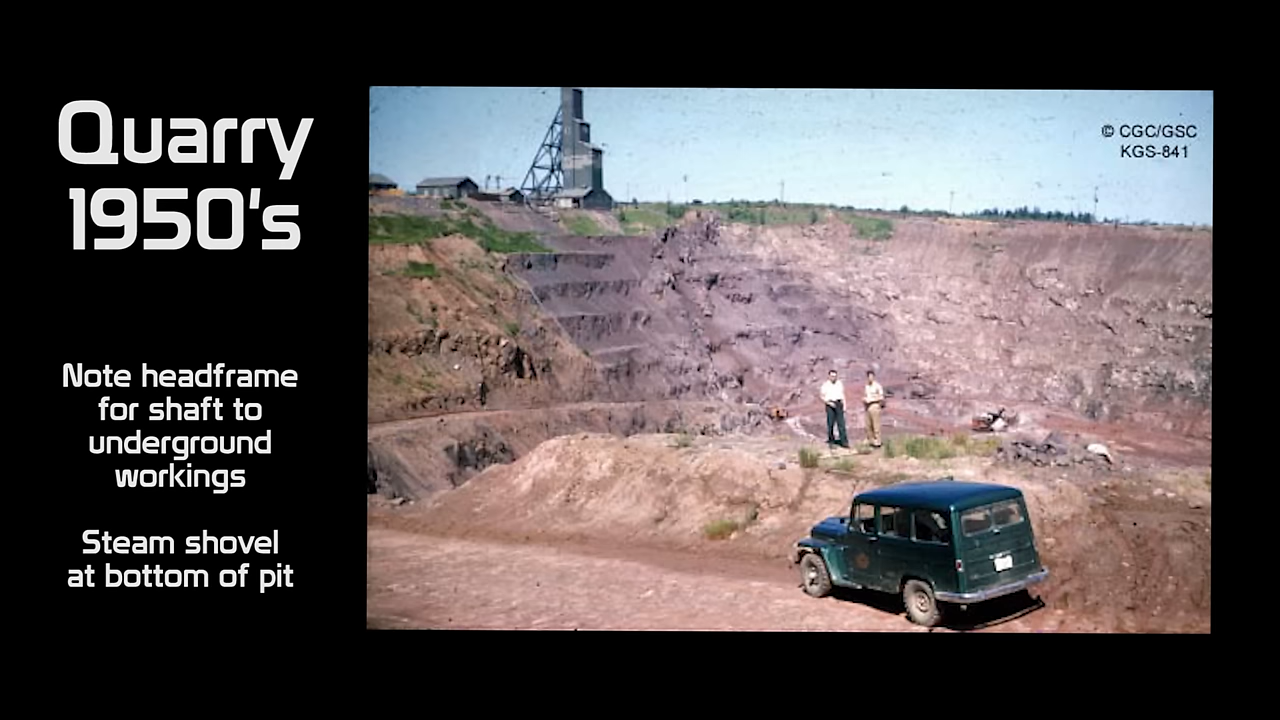 Quarry
1950's
Note headframe
for shaft to
underground
workings
Steam shovel
at bottom of pit
© CGC/GSC
KGS-841